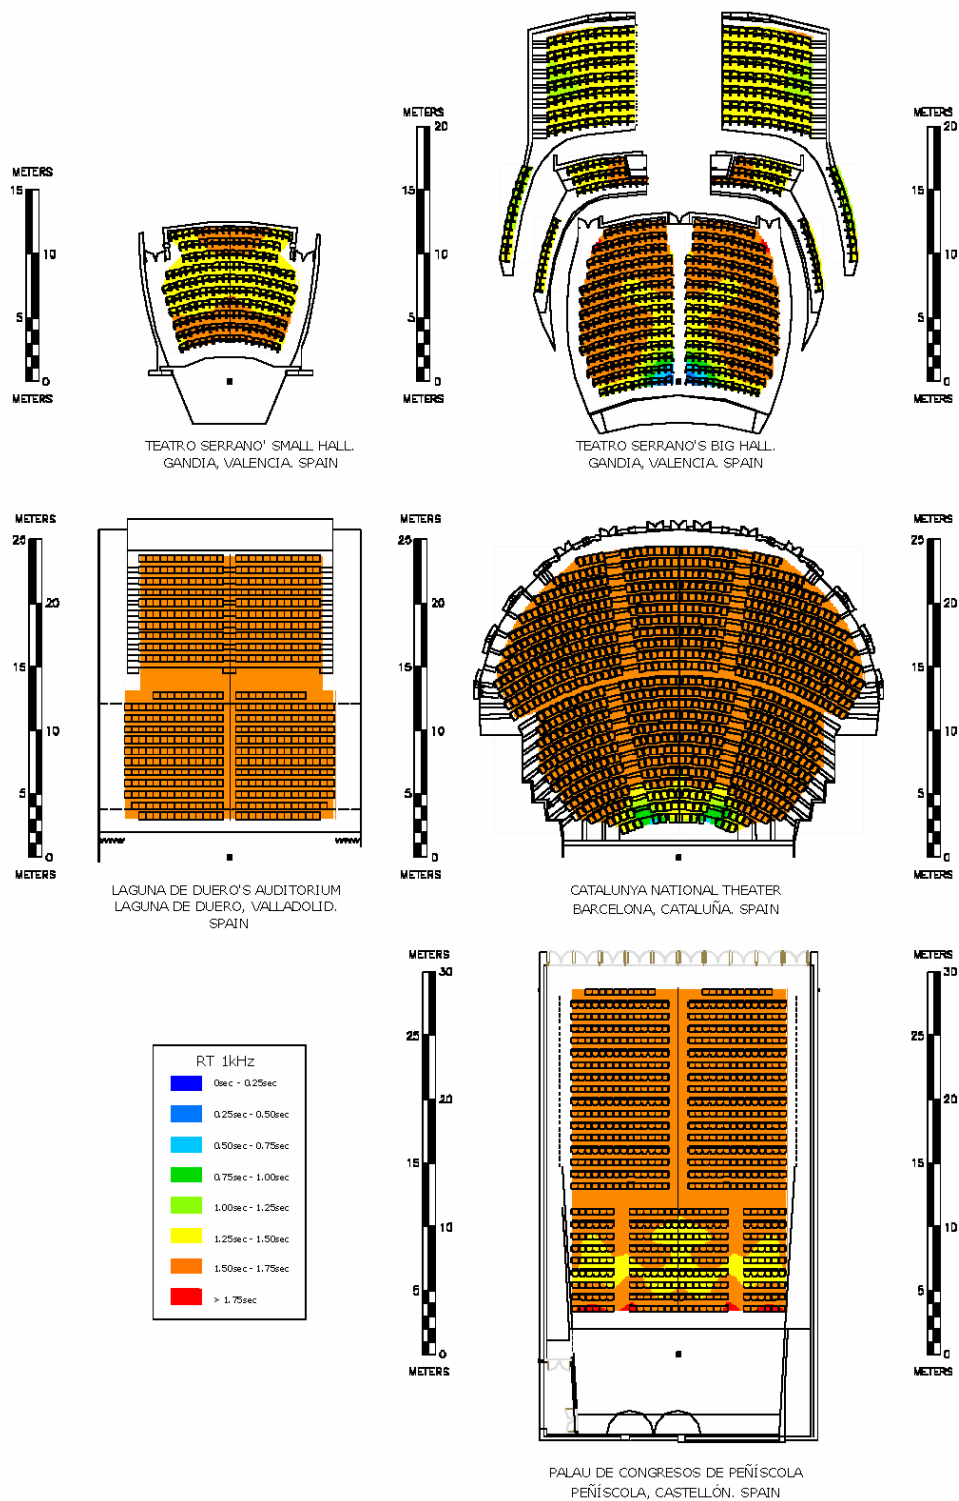 METERS
20
15
10
5
0
METERS
METERS
20
15
10
5
0
METERS
METERS
15
10
5
0
METERS
TEATRO SERRANO' SMALL HALL.
GANDIA, VALENCIA. SPAIN
TEATRO SERRANO'S BIG HALL.
GANDIA, VALENCIA. SPAIN
METERS
25
20
15
10
5
0
METERS
METERS
25
20
15
10
5
0
METERS
METERS
25
20
15
10
5
0
METERS
LAGUNA DE DUERO'S AUDITORIUM
LAGUNA DE DUERO, VALLADOLID.
SPAIN
CATALUNYA NATIONAL THEATER
BARCELONA, CATALUÑA. SPAIN
METERS
30
25
20
15
10
5
0
METERS
METERS
30
25
20
15
10
5
0
METERS
RT 1kHz
0sec - 0.25sec
0.25sec - 0.50sec
0.50sec - 0.75sec
0.75sec - 1.00sec
1.00sec - 1.25sec
1.25sec - 1.50sec
1.50sec - 1.75sec
> 1.75sec
PALAU DE CONGRESOS DE PEÑÍSCOLA
PEÑÍSCOLA, CASTELLÓN. SPAIN